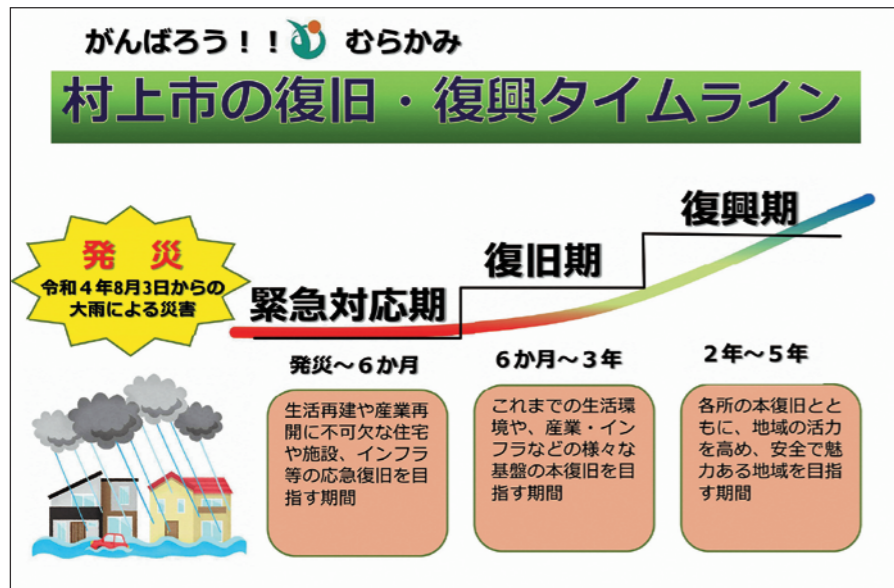 がんばろう！！ むらかみ
村上市の復旧・復興タイムライン
発　災
令和４年8月3日からの
大雨による災害
緊急対応期
復旧期
復興期
発災～６か月
６か月～３年
２年～５年
生活再建や産業再
開に不可欠な住宅
や施設、インフラ
等の応急復旧を目
指す期間
これまでの生活環
境や、産業・イン
フラなどの様々な
基盤の本復旧を目
指す期間
各所の本復旧とと
もに、地域の活力
を高め、安全で魅
力ある地域を目指
す期間